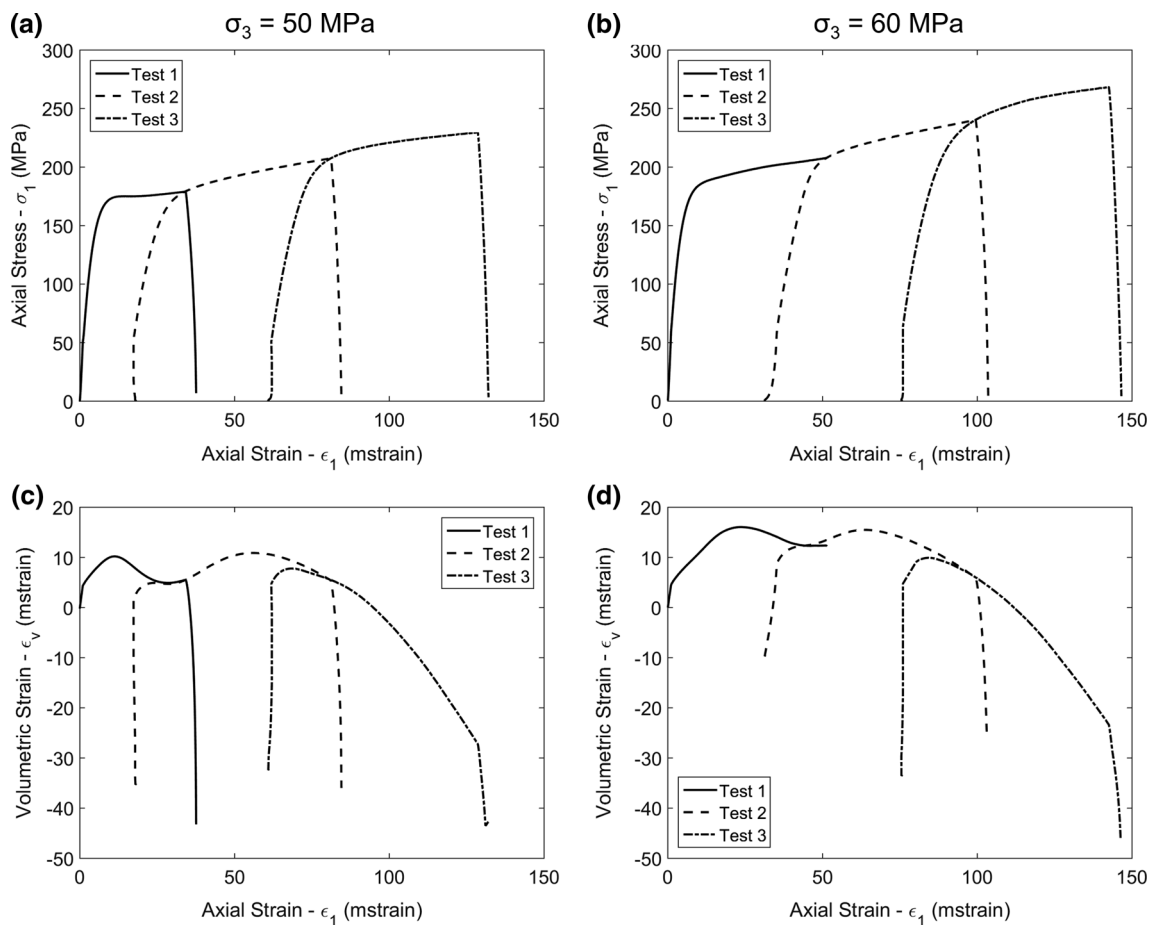 (a)
σ3 = 50 MPa
300
250
200
150
100
50
0
Axial Stress - σ1 (MPa)
Test 1
Test 2
Test 3
0 50 100 150
Axial Strain - ϵ1 (mstrain)
(b)
σ3 = 60 MPa
300
250
200
150
100
50
0
Axial Stress - σ1 (MPa)
Test 1
Test 2
Test 3
0 50 100 150
Axial Strain - ϵ1 (mstrain)
(c)
20
10
0
-10
-20
-30
-40
-50
Volumetric Strain - ϵv (mstrain)
Test 1
Test 2
Test 3
0 50 100 150
Axial Strain - ϵ1 (mstrain)
(d)
20
10
0
-10
-20
-30
-40
-50
Volumetric Strain - ϵv (mstrain)
Test 1
Test 2
Test 3
0 50 100 150
Axial Strain - ϵ1 (mstrain)